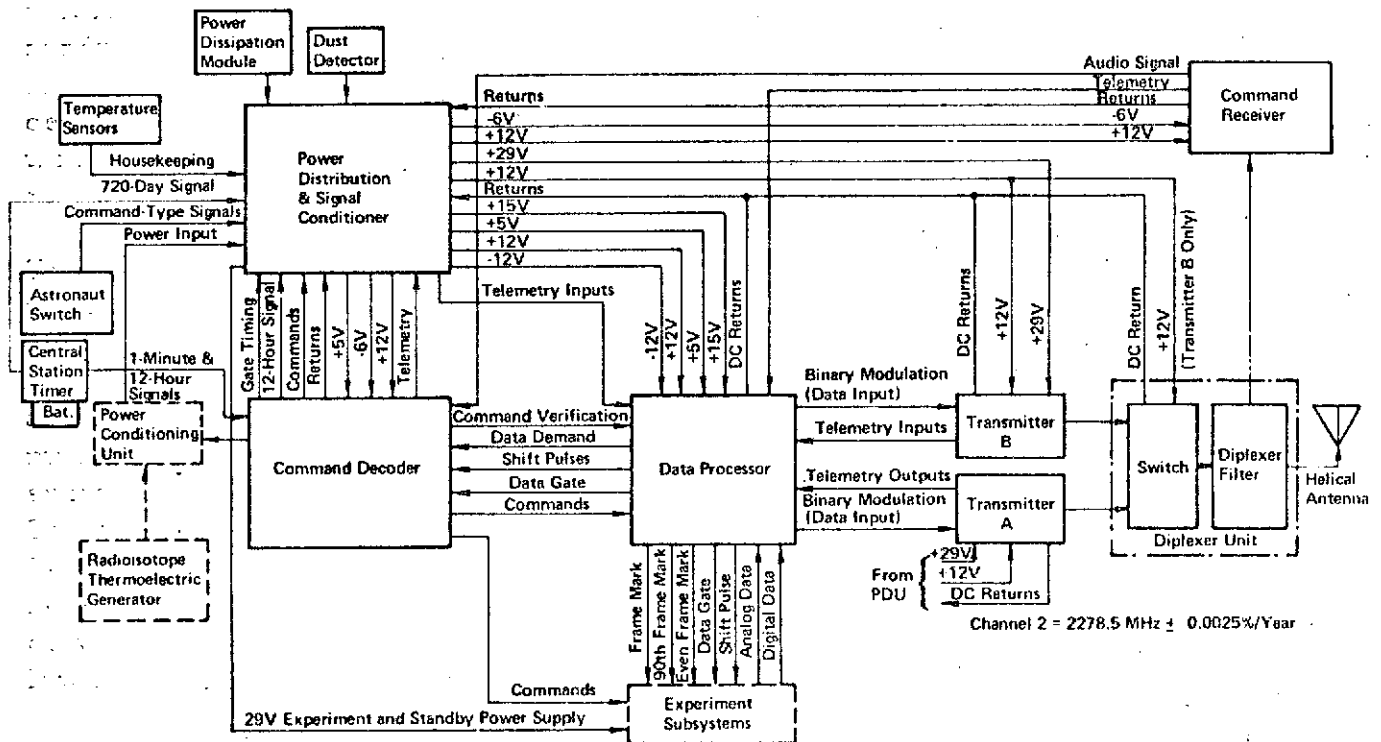 Power
Dissipation
Module
Dust
Detector
Temperature
Sensors
Housekeeping
720-Day Signal
Command-Type Signals
Power Input
Astronaut
Switch
Central
Station
Timer
Bat.
1-Minute &
12-Hour
Signals
Power
Conditioning
Unit
Radioisotope
Thermoelectric
Generator
Power
Distribution
& Signal
Conditioner
Returns
-6V
+12V
+29V
+12V
Returns
+15V
+5V
+12V
-12V
Audio Signal
Telemetry
Returns
-6V
+12V
Command
Receiver
Gate Timing
12-Hour Signal
Commands
Returns
+5V
-6V
+12V
Telemetry
Telemetry Inputs
-12V
+12V
+5V
+15V
DC Returns
DC Returns
+12V
+29V
DC Return
+12V
(Transmitter B Only)
Command Decoder
Command Verification
Data Demand
Shift Pulses
Data Gate
Commands
Data Processor
Binary Modulation
(Data Input)
Telemetry Inputs
Telemetry Outputs
Binary Modulation
(Data Input)
Transmitter
B
Transmitter
A
Switch
Diplexer
Filter
Diplexer Unit
Helical
Antenna
From
PDU
+29V
+12V
DC Returns
Channel 2 = 2278.5 MHz ± 0.0025%/Year
Frame Mark
90th Frame Mark
Even Frame Mark
Data Gate
Shift Pulse
Analog Data
Digital Data
Commands
29V Experiment and Standby Power Supply
Experiment
Subsystems